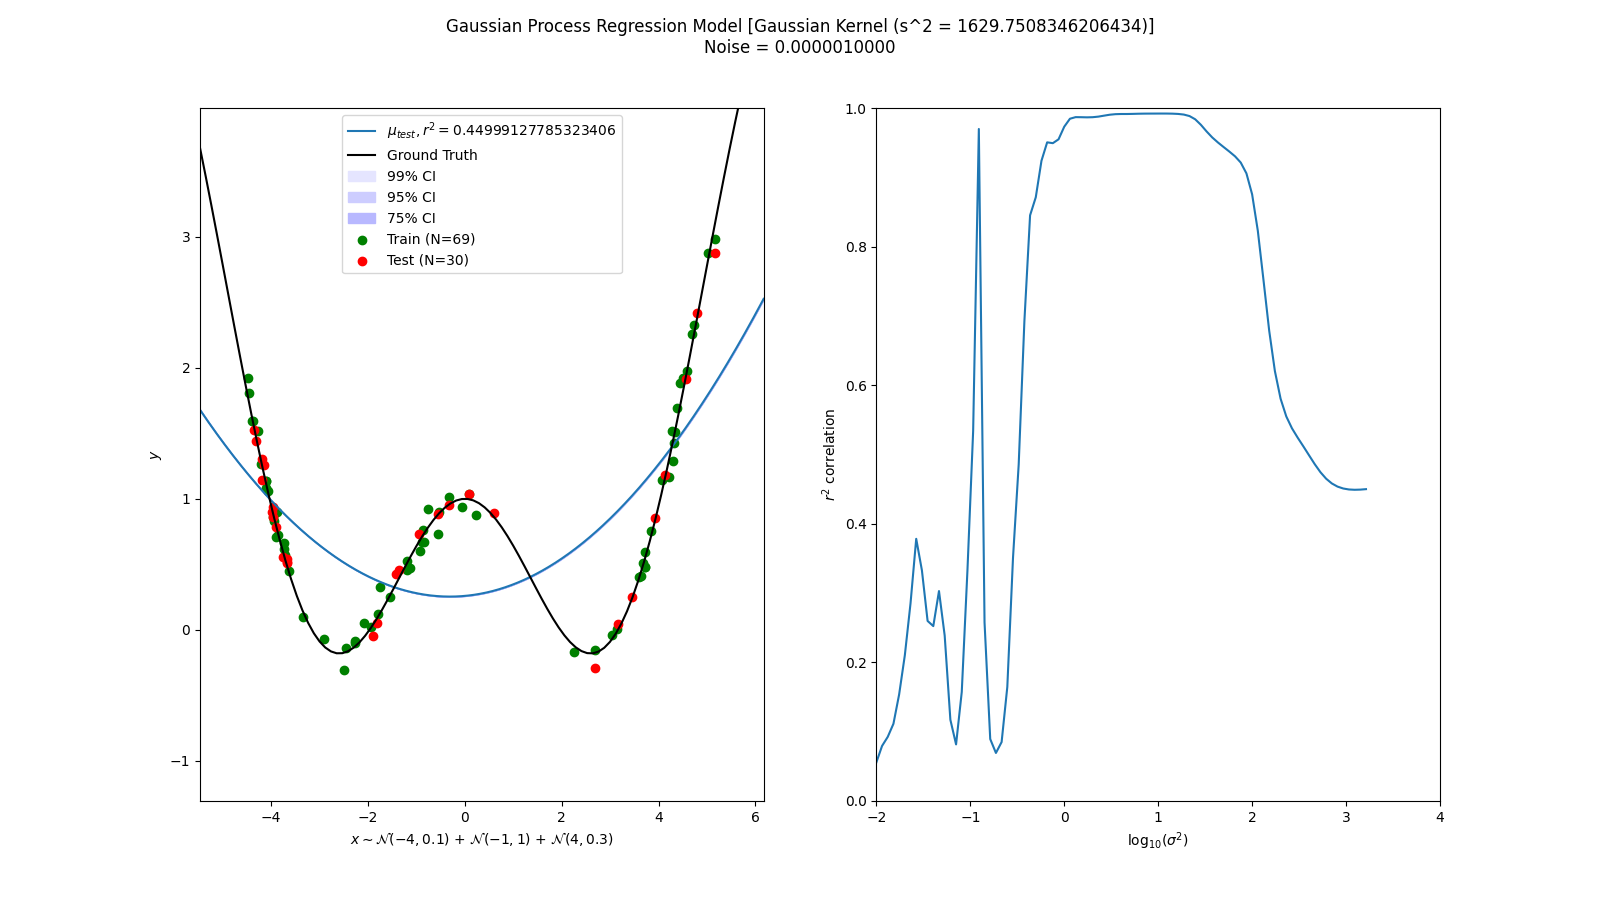 Gaussian Process Regression Model [Gaussian Kernel (s^2 = 1629.7508346206434)]
Noise = 0.0000010000
μ_test, r² = 0.44999127785323406
Ground Truth
99% CI
95% CI
75% CI
Train (N=69)
Test (N=30)
3
2
1
0
−1
y
−4 −2 0 2 4 6
x ~ 𝒩(−4, 0.1) + 𝒩(−1, 1) + 𝒩(4, 0.3)
1.0
0.8
0.6
0.4
0.2
0.0
r² correlation
−2 −1 0 1 2 3 4
log₁₀(σ²)